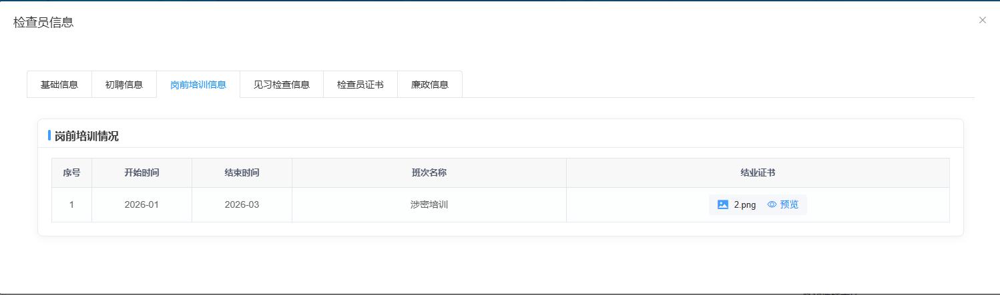 检查员信息
基础信息 初聘信息 岗前培训信息 见习检查信息 检查员证书 廉政信息
岗前培训情况
序号 开始时间 结束时间 班次名称 结业证书
1 2026-01 2026-03 涉密培训 2.png 预览